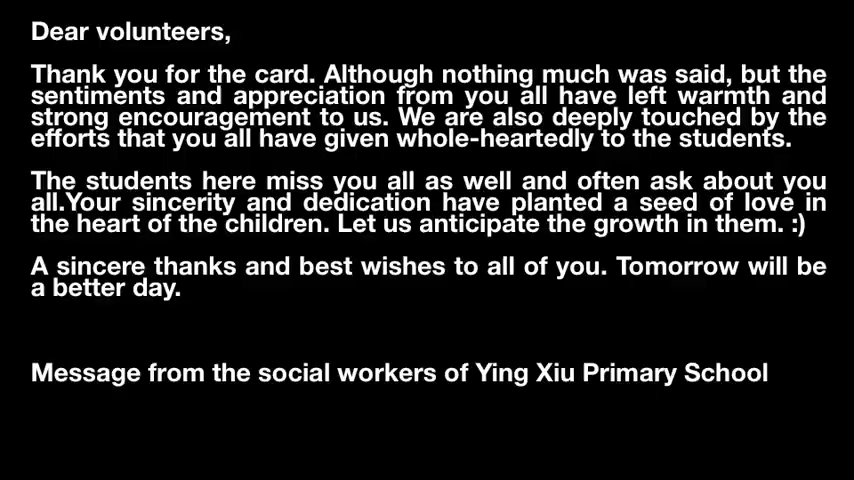 Dear volunteers,
Thank you for the card. Although nothing much was said, but the
sentiments and appreciation from you all have left warmth and
strong encouragement to us. We are also deeply touched by the
efforts that you all have given whole-heartedly to the students.
The students here miss you all as well and often ask about you
all.Your sincerity and dedication have planted a seed of love in
the heart of the children. Let us anticipate the growth in them. :)
A sincere thanks and best wishes to all of you. Tomorrow will be
a better day.
Message from the social workers of Ying Xiu Primary School